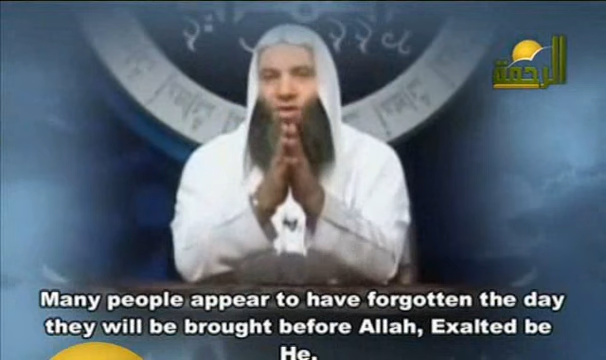 الرحمة
Many people appear to have forgotten the day
they will be brought before Allah, Exalted be
He.